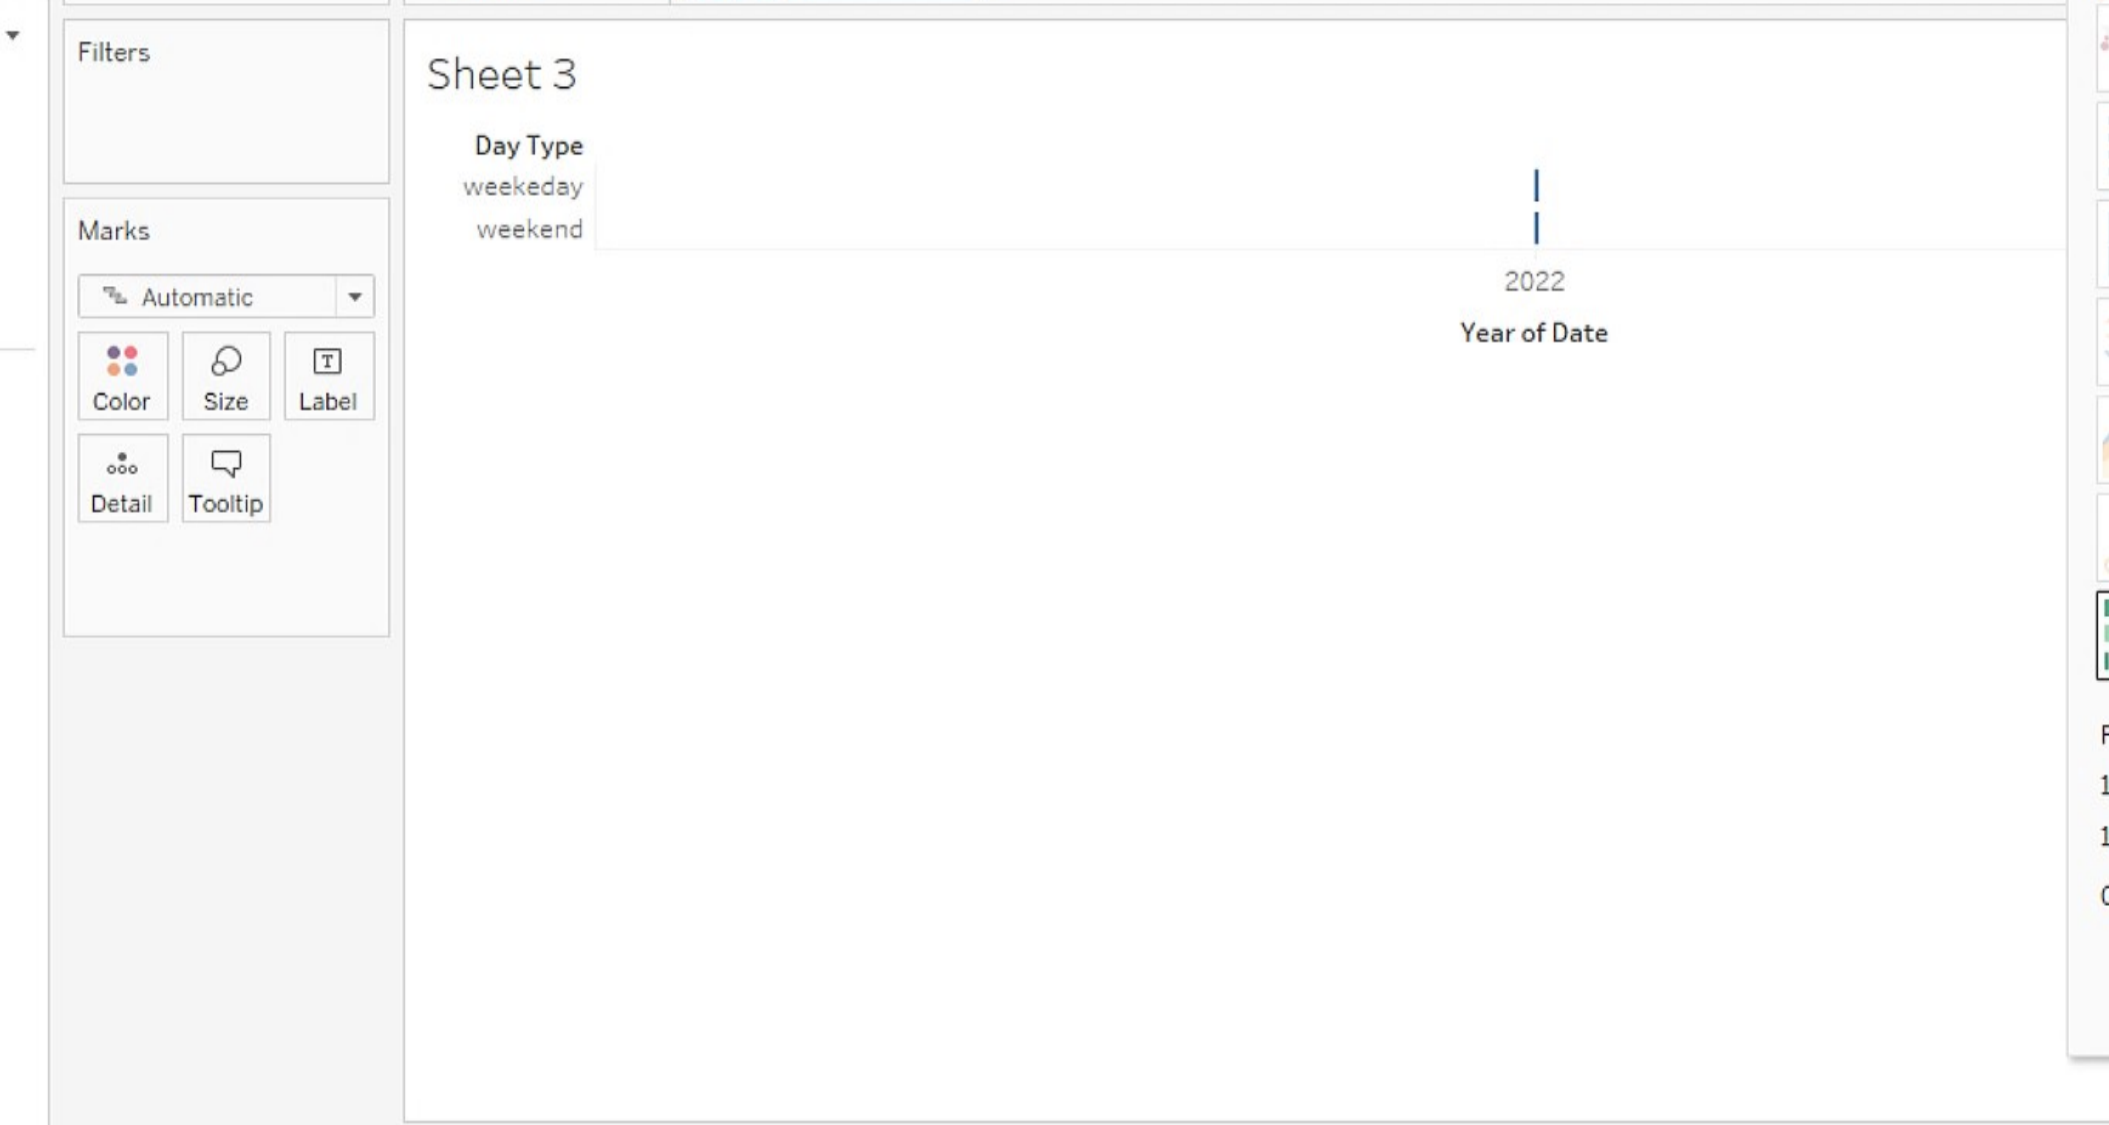 Filters
Marks
Automatic
Color Size Label
Detail Tooltip
Sheet 3
Day Type
weekeday
weekend
2022
Year of Date